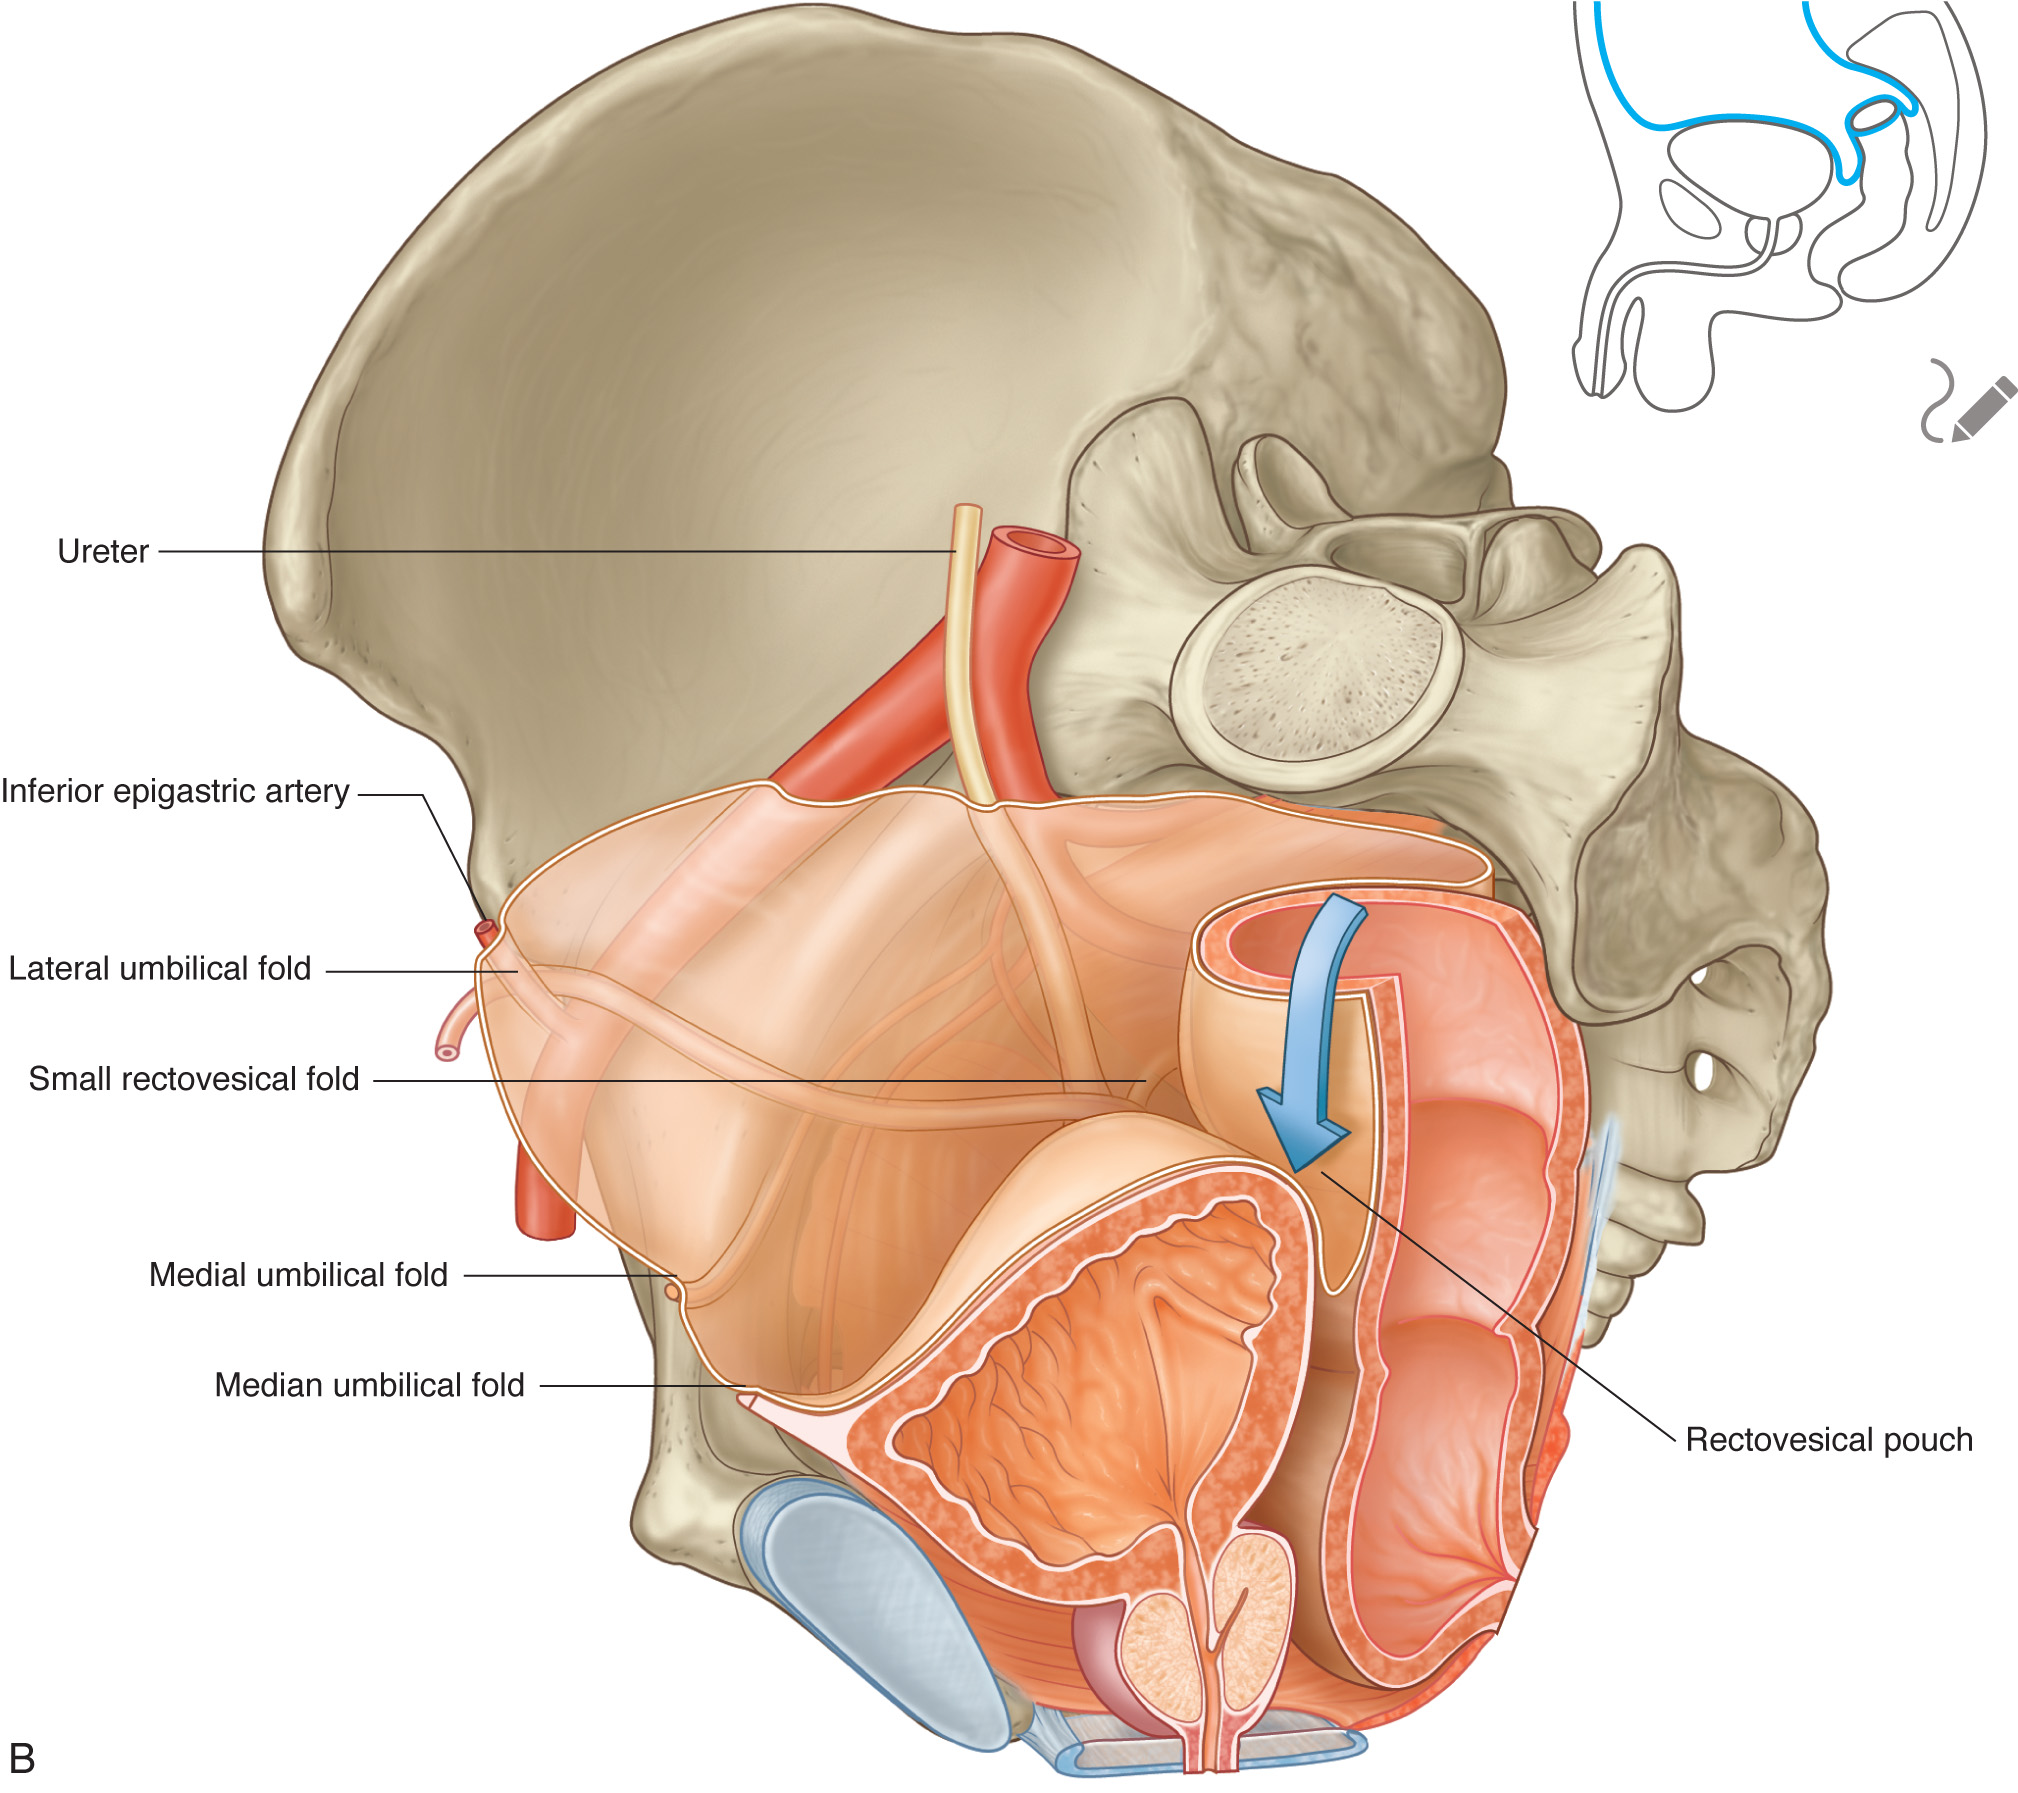 Ureter
Inferior epigastric artery
Lateral umbilical fold
Small rectovesical fold
Medial umbilical fold
Median umbilical fold
Rectovesical pouch
B